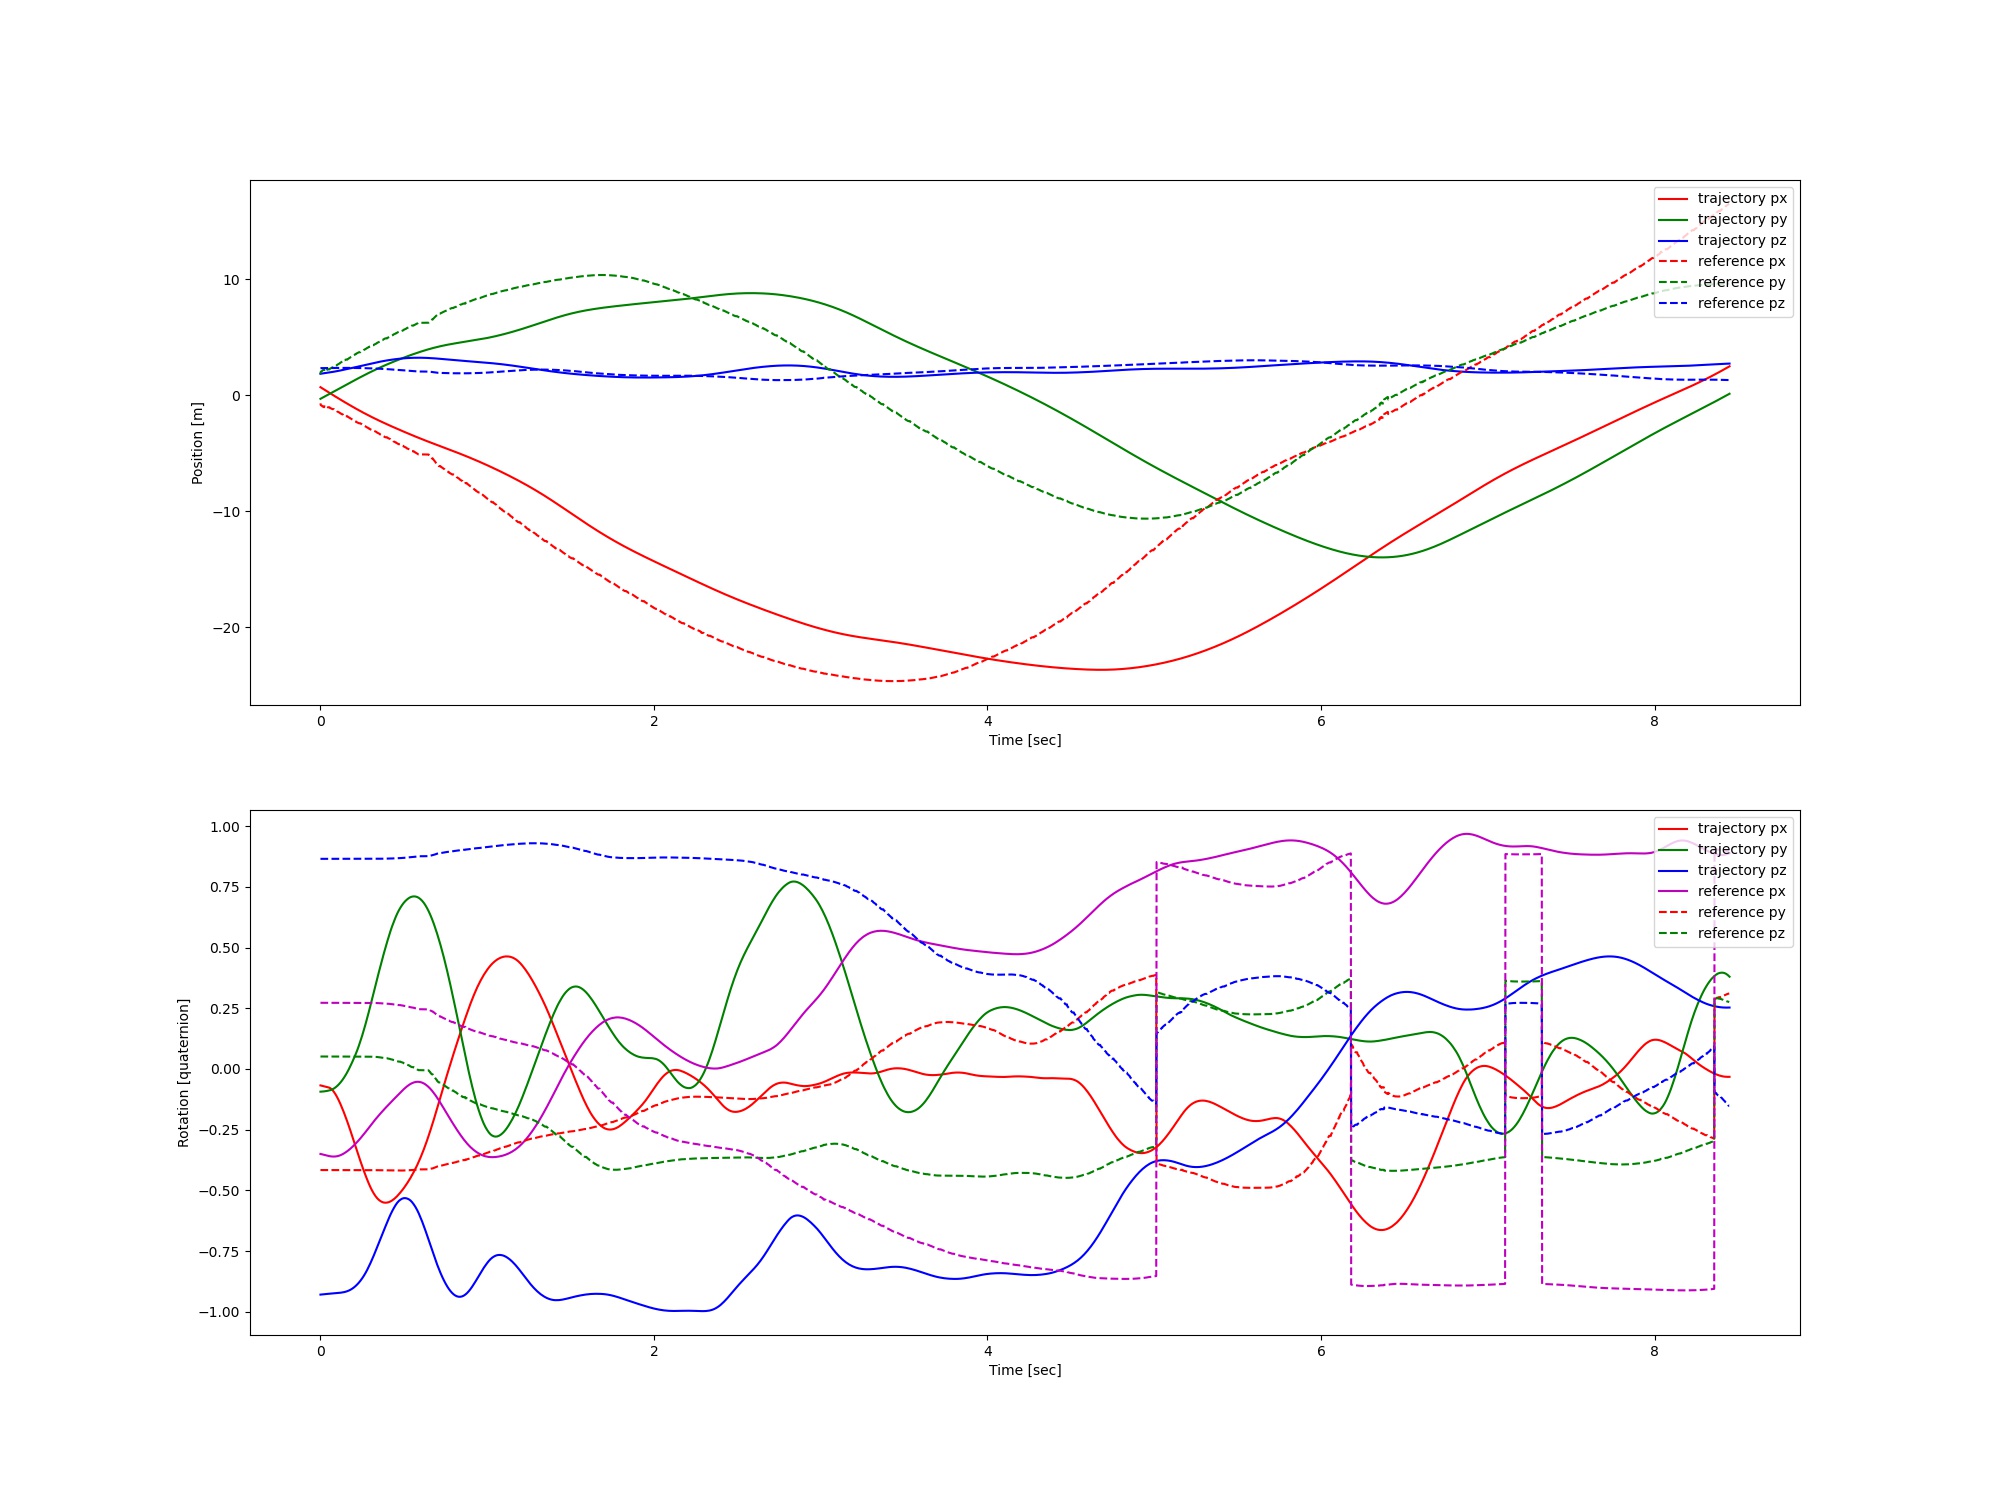 10
0
−10
−20
Position [m]
0 2 4 6 8
Time [sec]
trajectory px
trajectory py
trajectory pz
reference px
reference py
reference pz
1.00
0.75
0.50
0.25
0.00
−0.25
−0.50
−0.75
−1.00
Rotation [quaternion]
0 2 4 6 8
Time [sec]
trajectory px
trajectory py
trajectory pz
reference px
reference py
reference pz